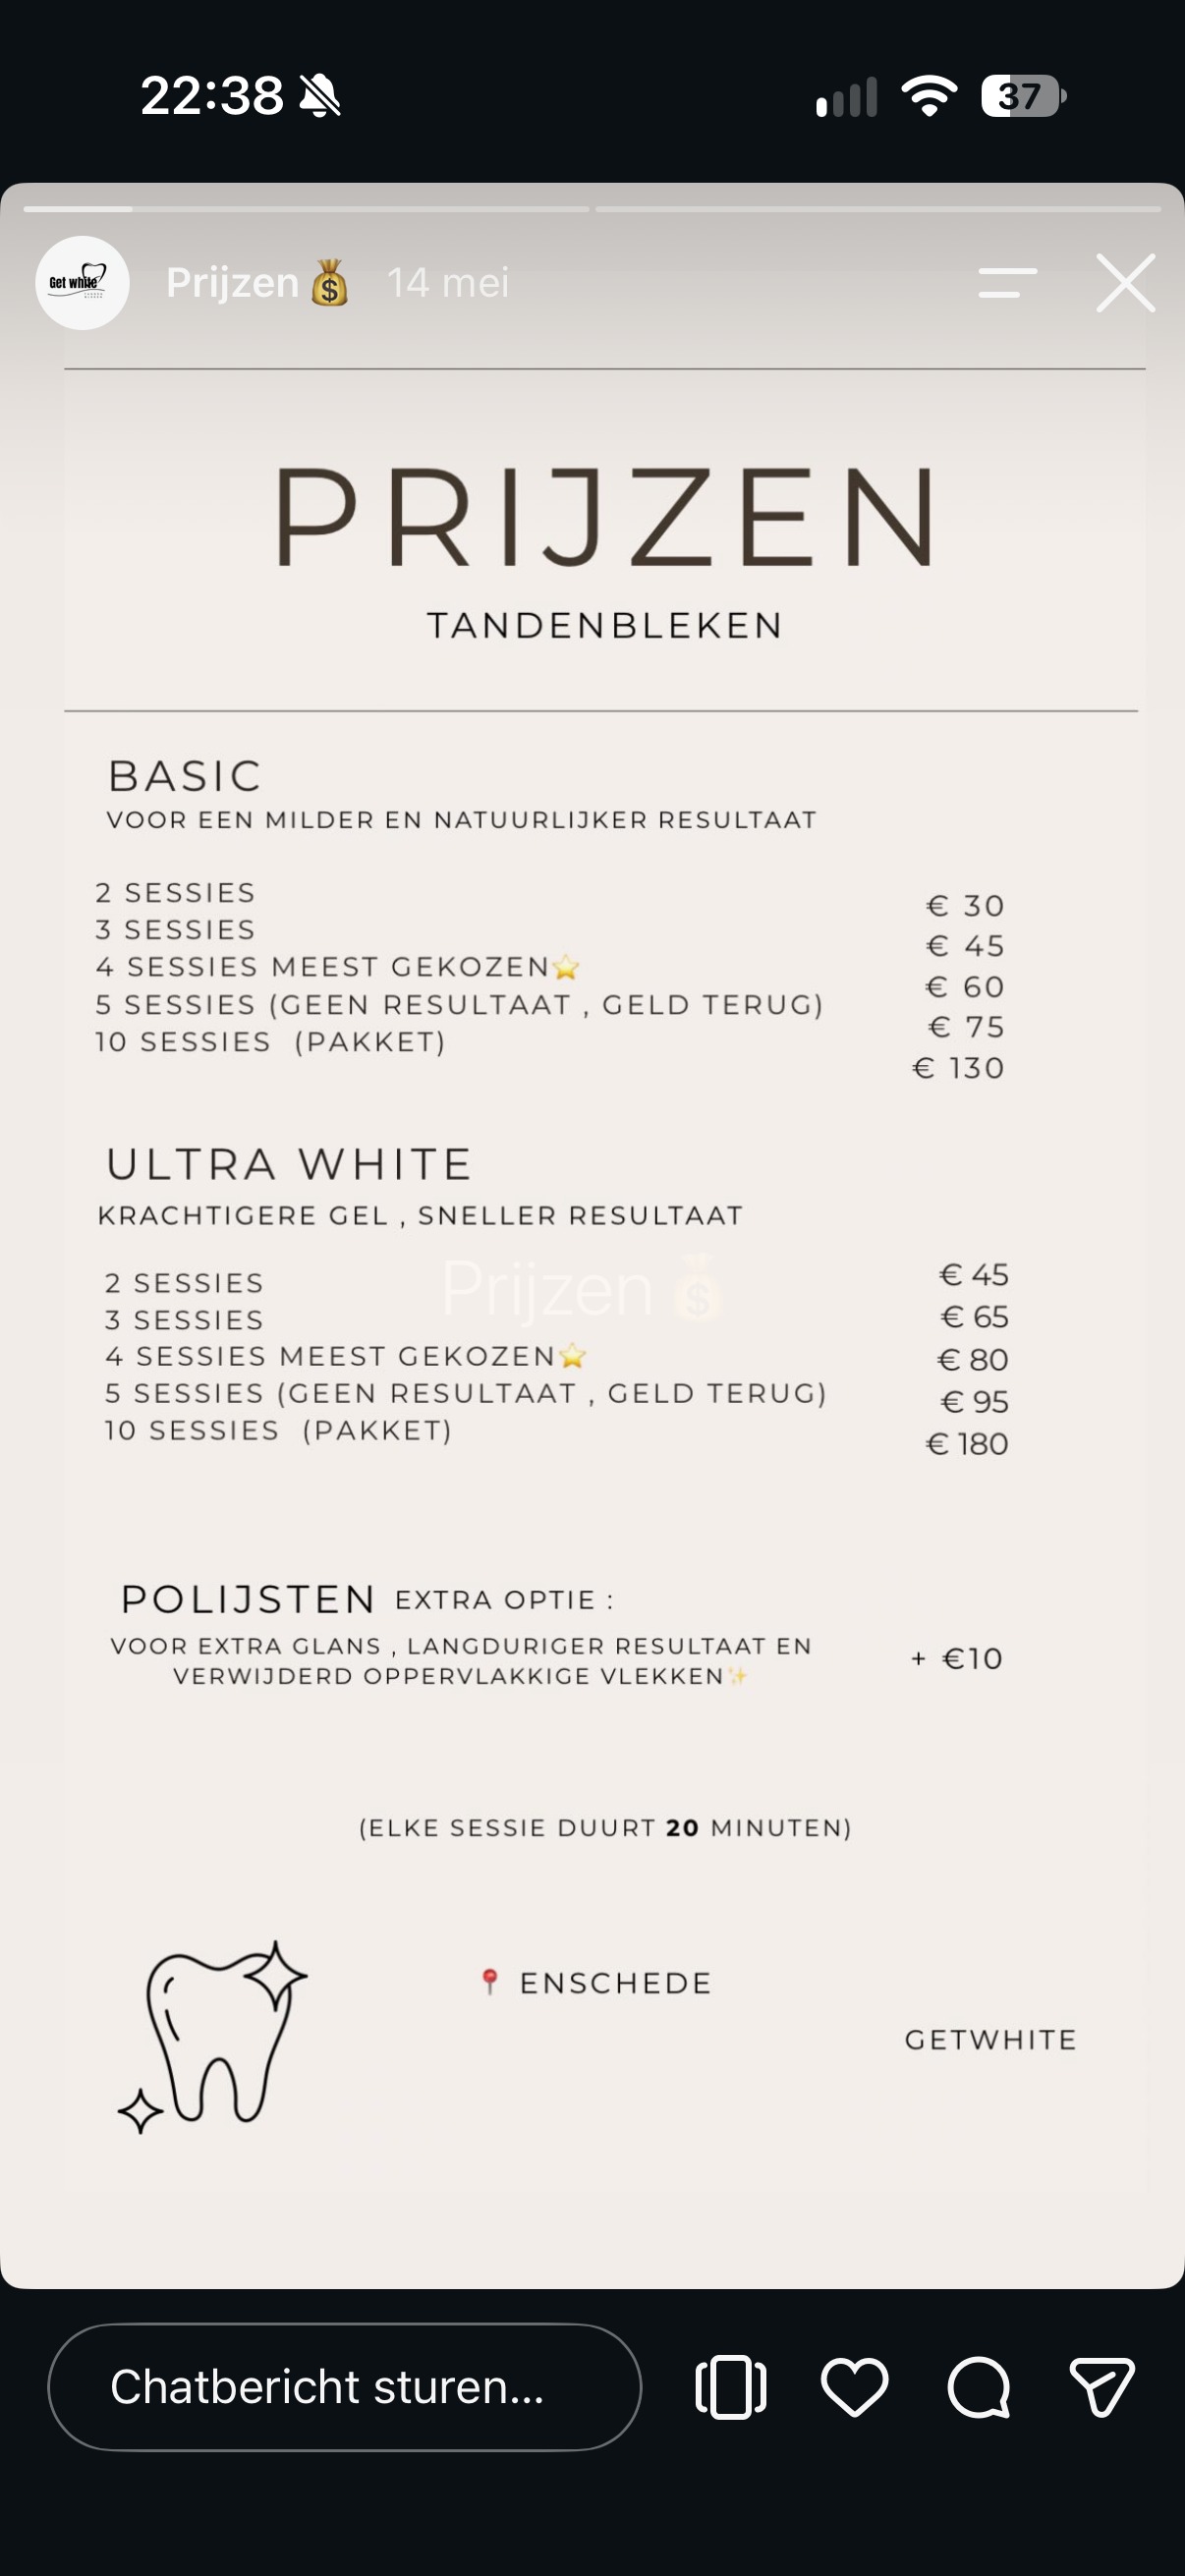 22:38
37
Get white
Prijzen💰 14 mei
PRIJZEN
TANDENBLEKEN
BASIC
VOOR EEN MILDER EN NATUURLIJKER RESULTAAT
2 SESSIES € 30
3 SESSIES € 45
4 SESSIES MEEST GEKOZEN⭐ € 60
5 SESSIES (GEEN RESULTAAT , GELD TERUG) € 75
10 SESSIES (PAKKET) € 130
ULTRA WHITE
KRACHTIGERE GEL , SNELLER RESULTAAT
Prijzen💰
2 SESSIES € 45
3 SESSIES € 65
4 SESSIES MEEST GEKOZEN⭐ € 80
5 SESSIES (GEEN RESULTAAT , GELD TERUG) € 95
10 SESSIES (PAKKET) € 180
POLIJSTEN EXTRA OPTIE :
VOOR EXTRA GLANS , LANGDURIGER RESULTAAT EN
VERWIJDERD OPPERVLAKKIGE VLEKKEN✨ + €10
(ELKE SESSIE DUURT 20 MINUTEN)
📍 ENSCHEDE
GETWHITE
Chatbericht sturen...